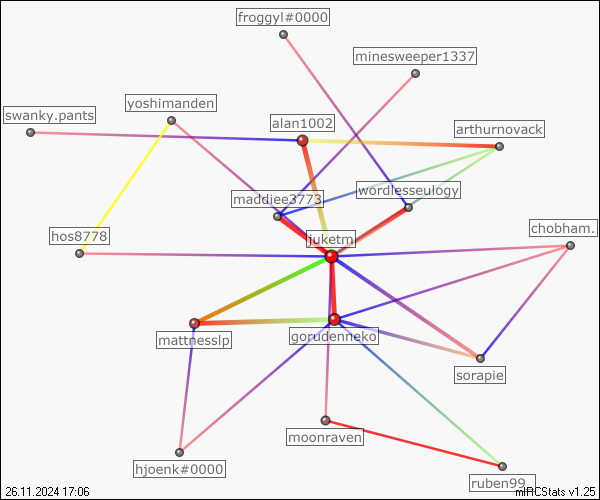 froggyl#0000
minesweeper1337
swanky.pants
yoshimanden
alan1002
arthurnovack
maddiee3773
wordlesseulogy
hos8778
juketm
chobham.
mattnesslp
gorudenneko
sorapie
moonraven
hjoenk#0000
ruben99_
26.11.2024 17:06
mIRCStats v1.25